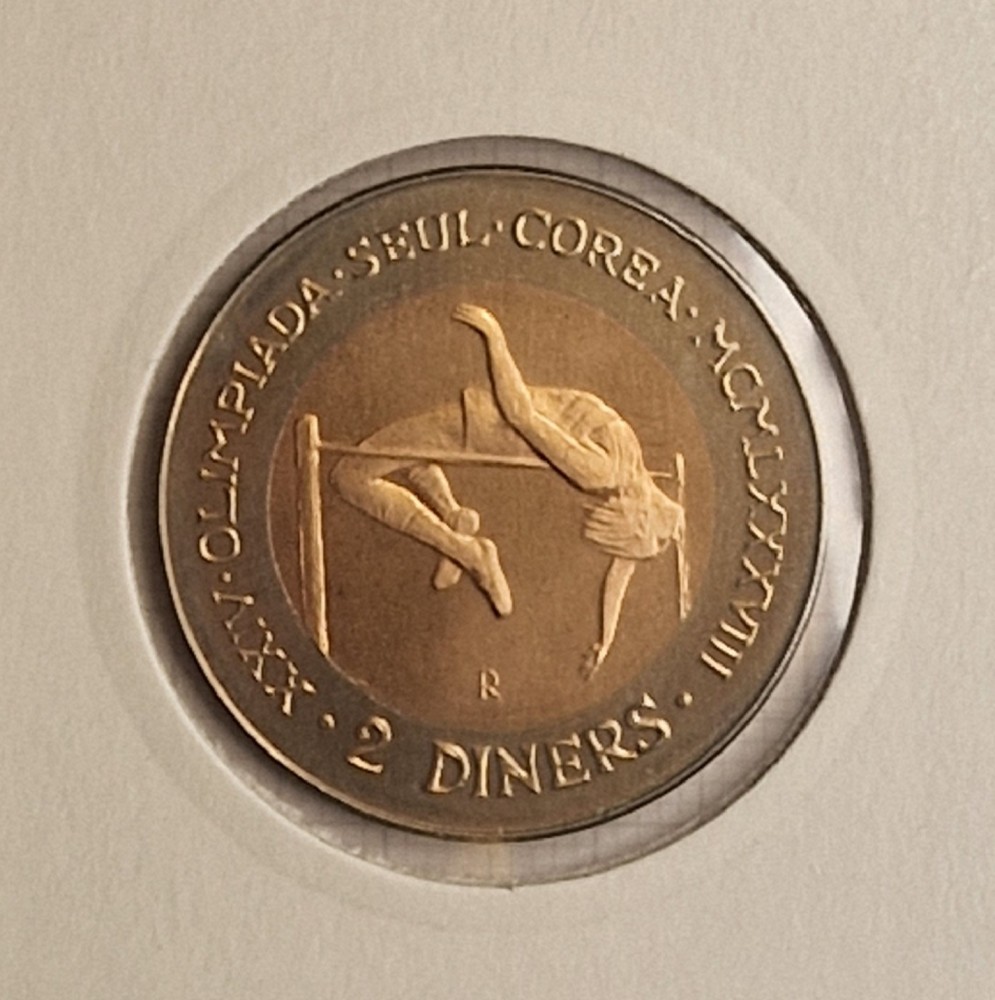 XXIV · OLIMPIADA · SEUL · COREA · MCMLXXXVIII ·
2 DINERS ·
R